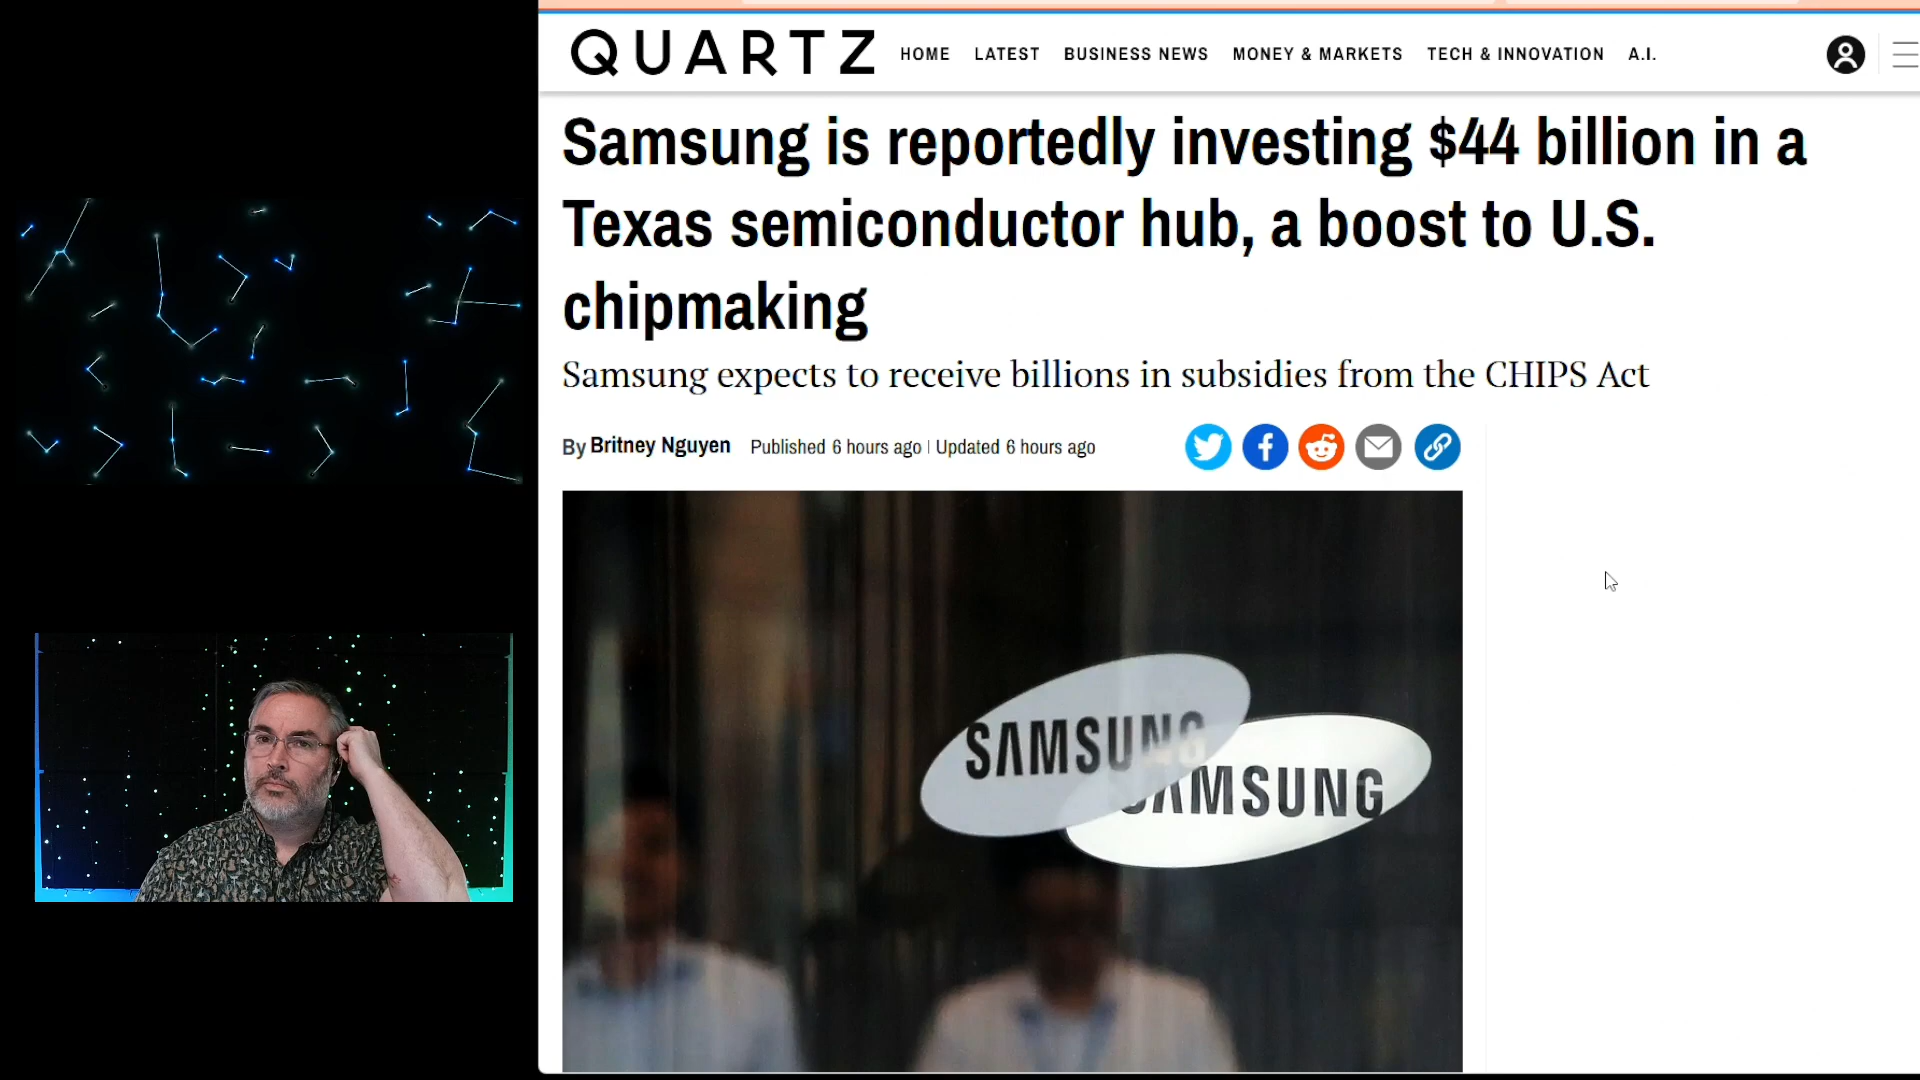 QUARTZ HOME LATEST BUSINESS NEWS MONEY & MARKETS TECH & INNOVATION A.I.
Samsung is reportedly investing $44 billion in a
Texas semiconductor hub, a boost to U.S.
chipmaking
Samsung expects to receive billions in subsidies from the CHIPS Act
By Britney Nguyen Published 6 hours ago | Updated 6 hours ago
SAMSUNG
SAMSUNG